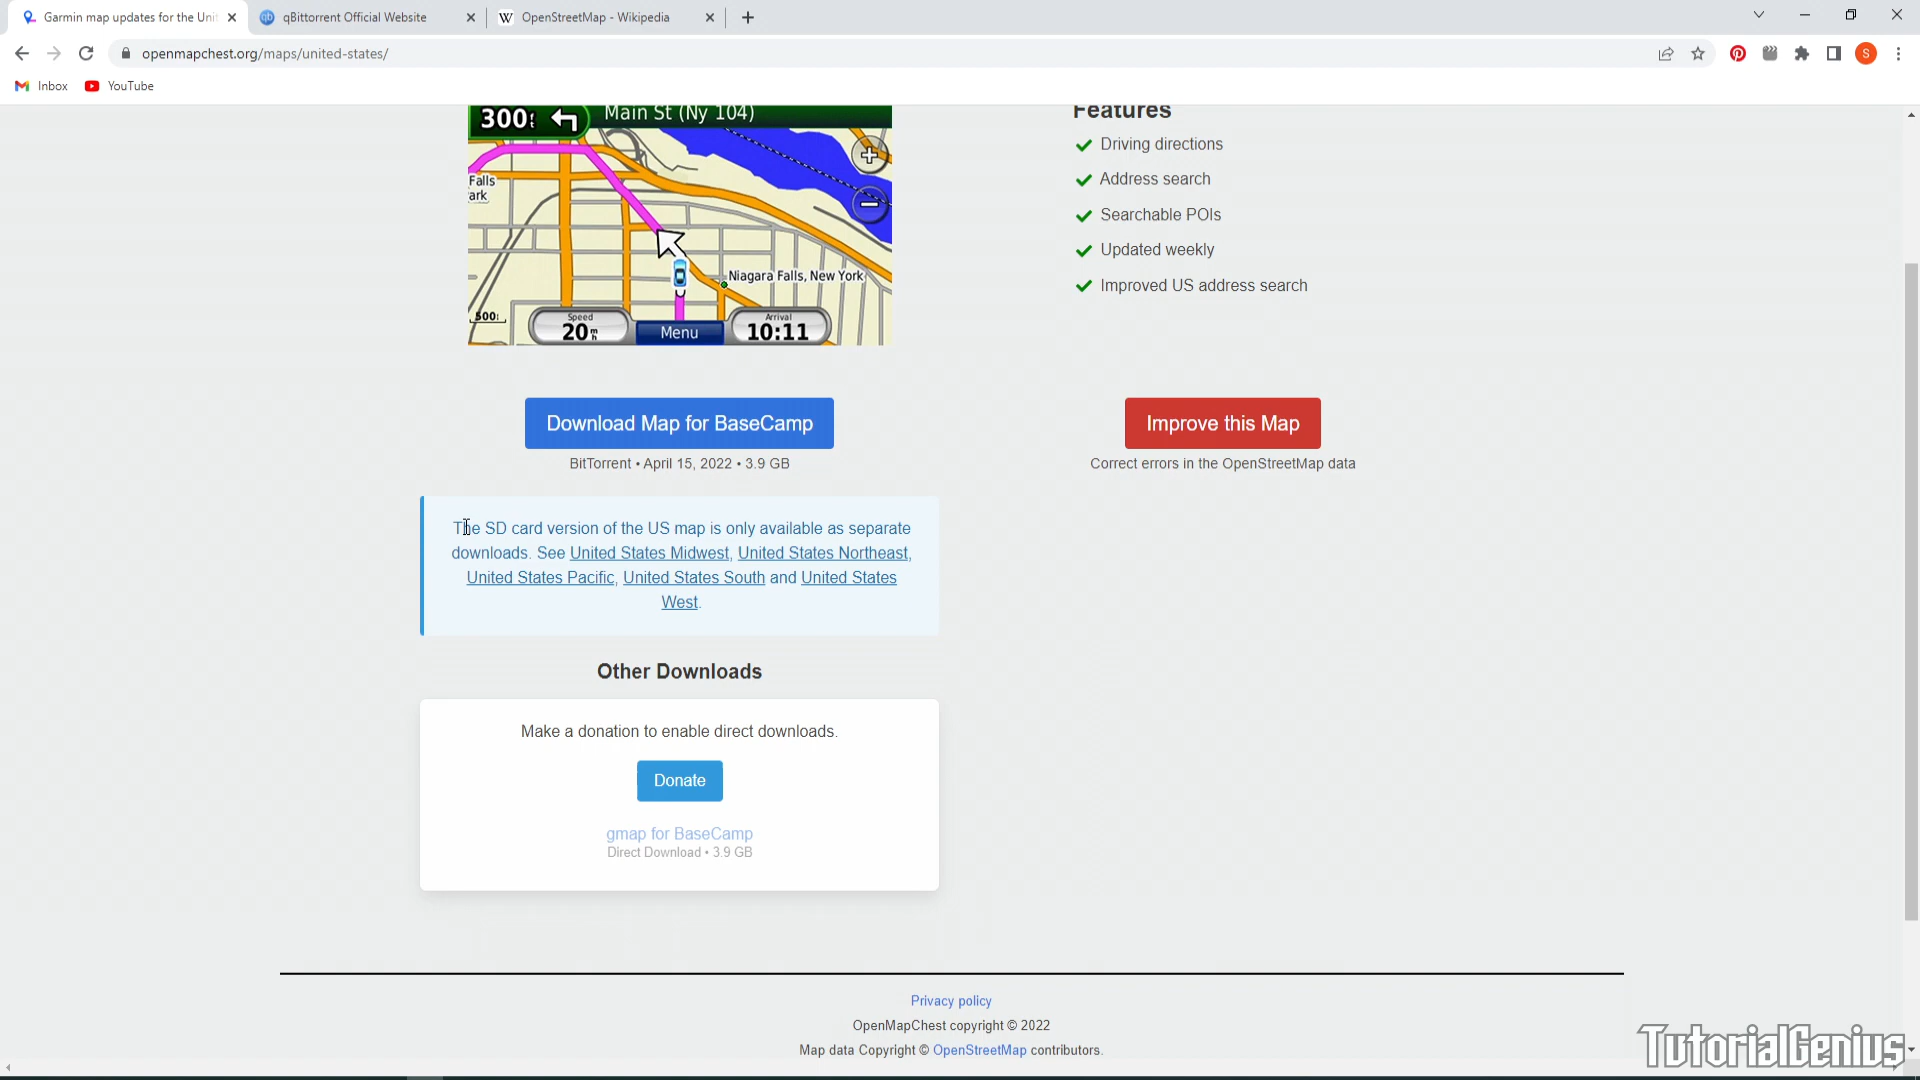 Garmin map updates for the Unit
qBittorrent Official Website
OpenStreetMap - Wikipedia
openmapchest.org/maps/united-states/
S
Inbox
YouTube
300ft
Main St (Ny 104)
Falls
ark
Niagara Falls, New York
500
Speed
20
Menu
Arrival
10:11
Features
Driving directions
Address search
Searchable POIs
Updated weekly
Improved US address search
Download Map for BaseCamp
BitTorrent • April 15, 2022 • 3.9 GB
Improve this Map
Correct errors in the OpenStreetMap data
The SD card version of the US map is only available as separate
downloads. See United States Midwest, United States Northeast,
United States Pacific, United States South and United States
West.
Other Downloads
Make a donation to enable direct downloads.
Donate
gmap for BaseCamp
Direct Download • 3.9 GB
Privacy policy
OpenMapChest copyright © 2022
Map data Copyright © OpenStreetMap contributors.
TutorialGenius